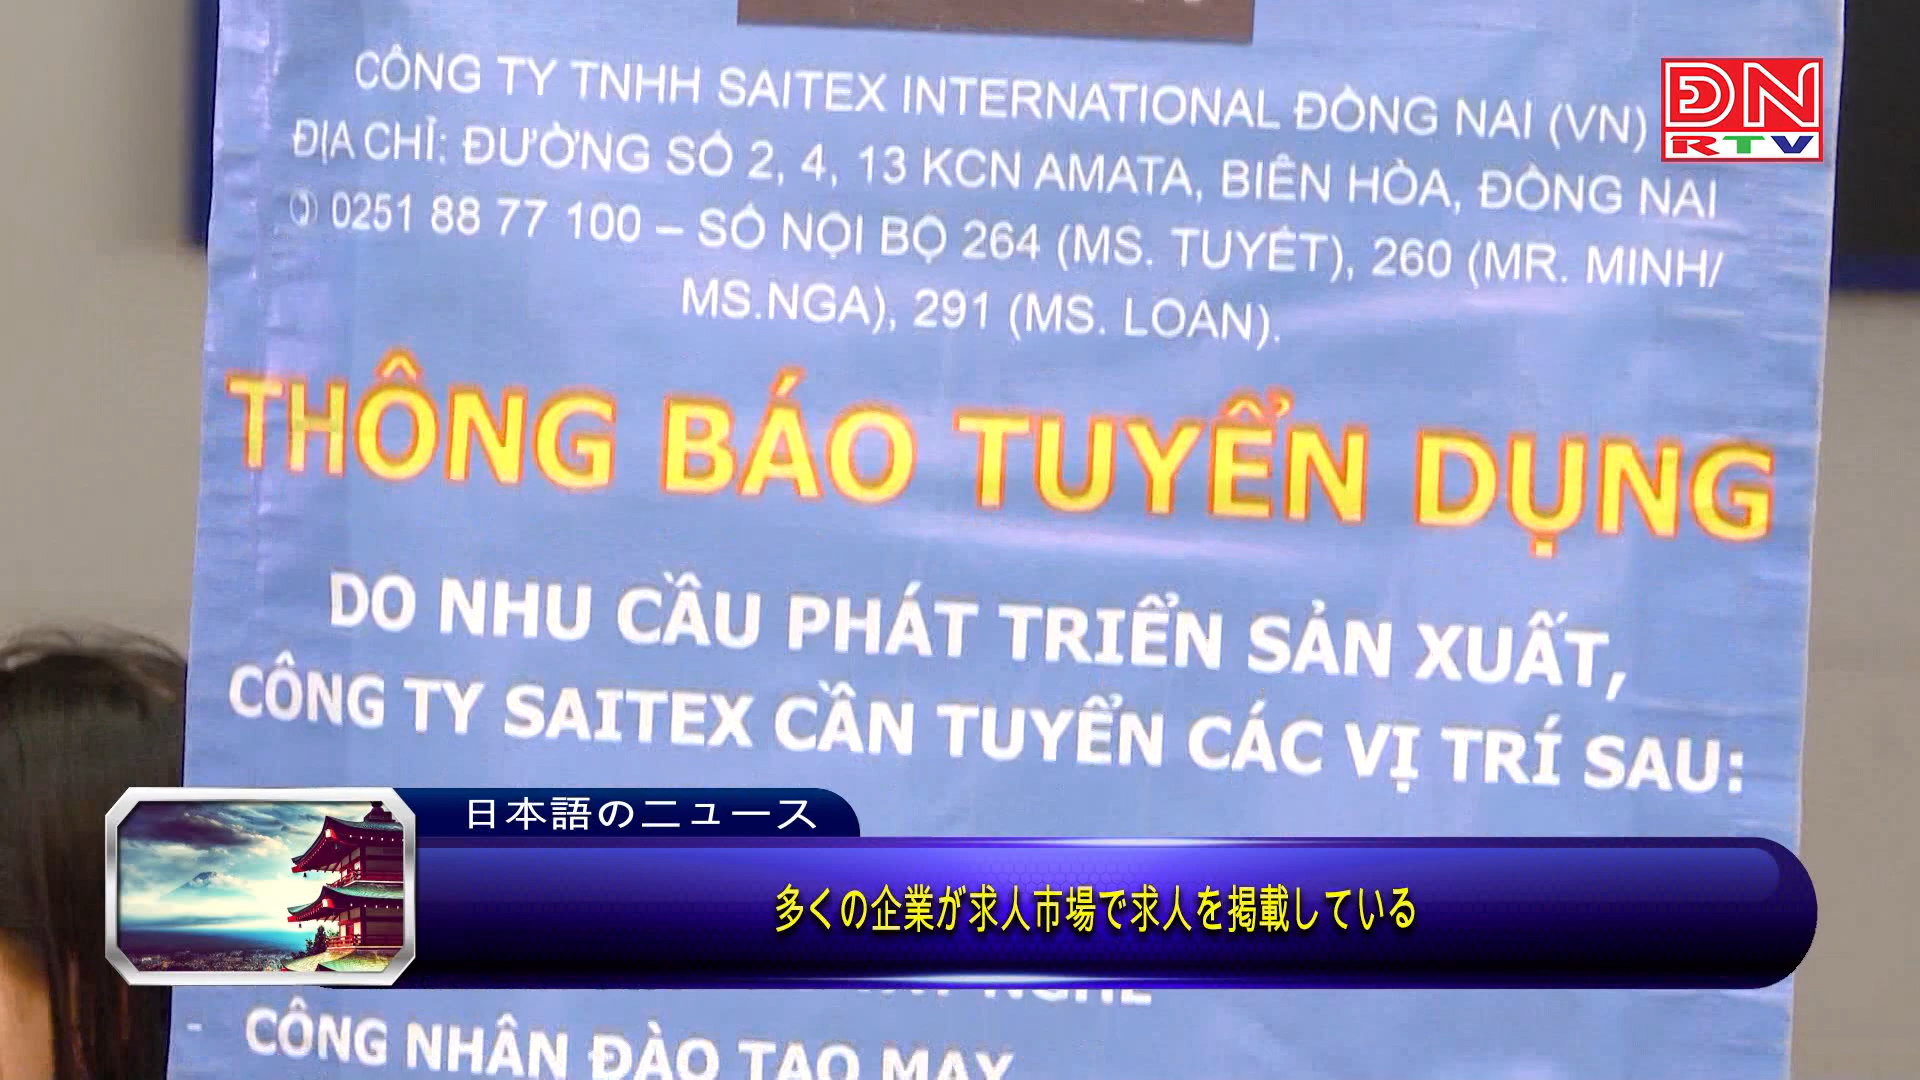 CÔNG TY TNHH SAITEX INTERNATIONAL ĐỒNG NAI (VN)
ĐỊA CHỈ: ĐƯỜNG SỐ 2, 4, 13 KCN AMATA, BIÊN HÒA, ĐỒNG NAI
✆ 0251 88 77 100 – SỐ NỘI BỘ 264 (MS. TUYẾT), 260 (MR. MINH/
MS.NGA), 291 (MS. LOAN).
THÔNG BÁO TUYỂN DỤNG
DO NHU CẦU PHÁT TRIỂN SẢN XUẤT,
CÔNG TY SAITEX CẦN TUYỂN CÁC VỊ TRÍ SAU:
- CÔNG NHÂN ĐÀO TẠO MAY
ĐN
RTV
日本語のニュース
多くの企業が求人市場で求人を掲載している